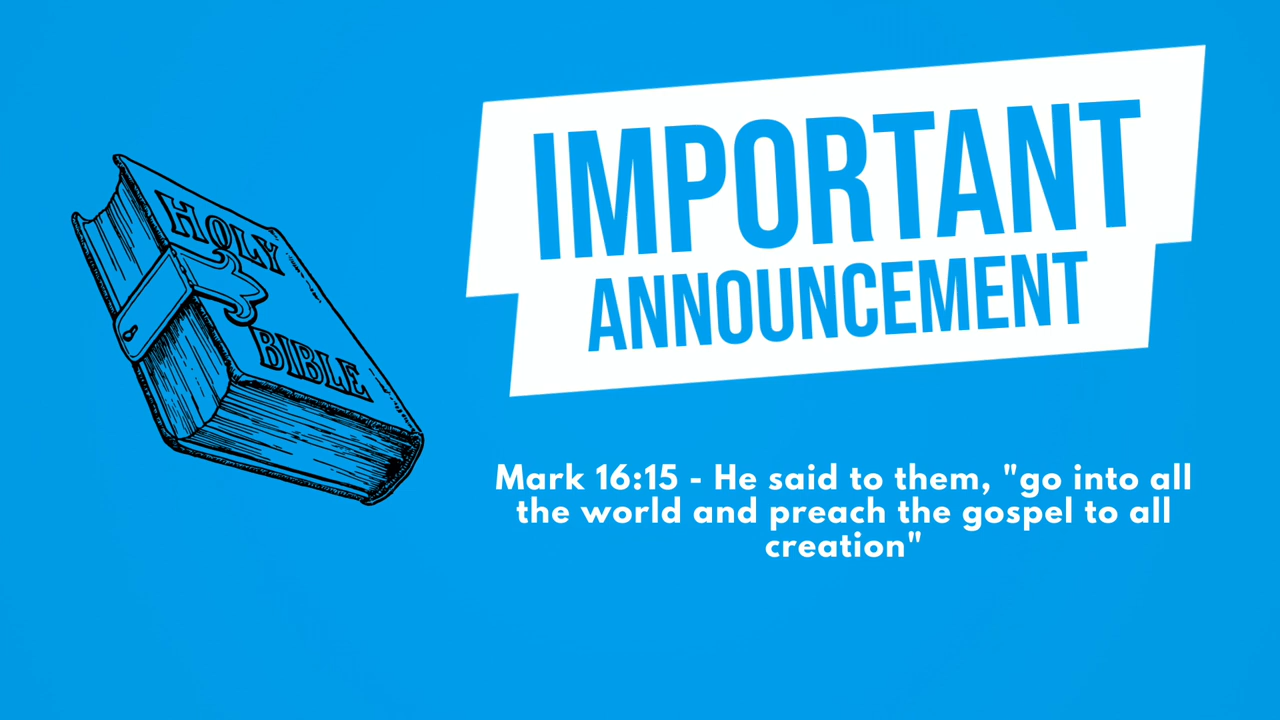 HOLY
BIBLE
IMPORTANT
ANNOUNCEMENT
Mark 16:15 - He said to them, "go into all
the world and preach the gospel to all
creation"